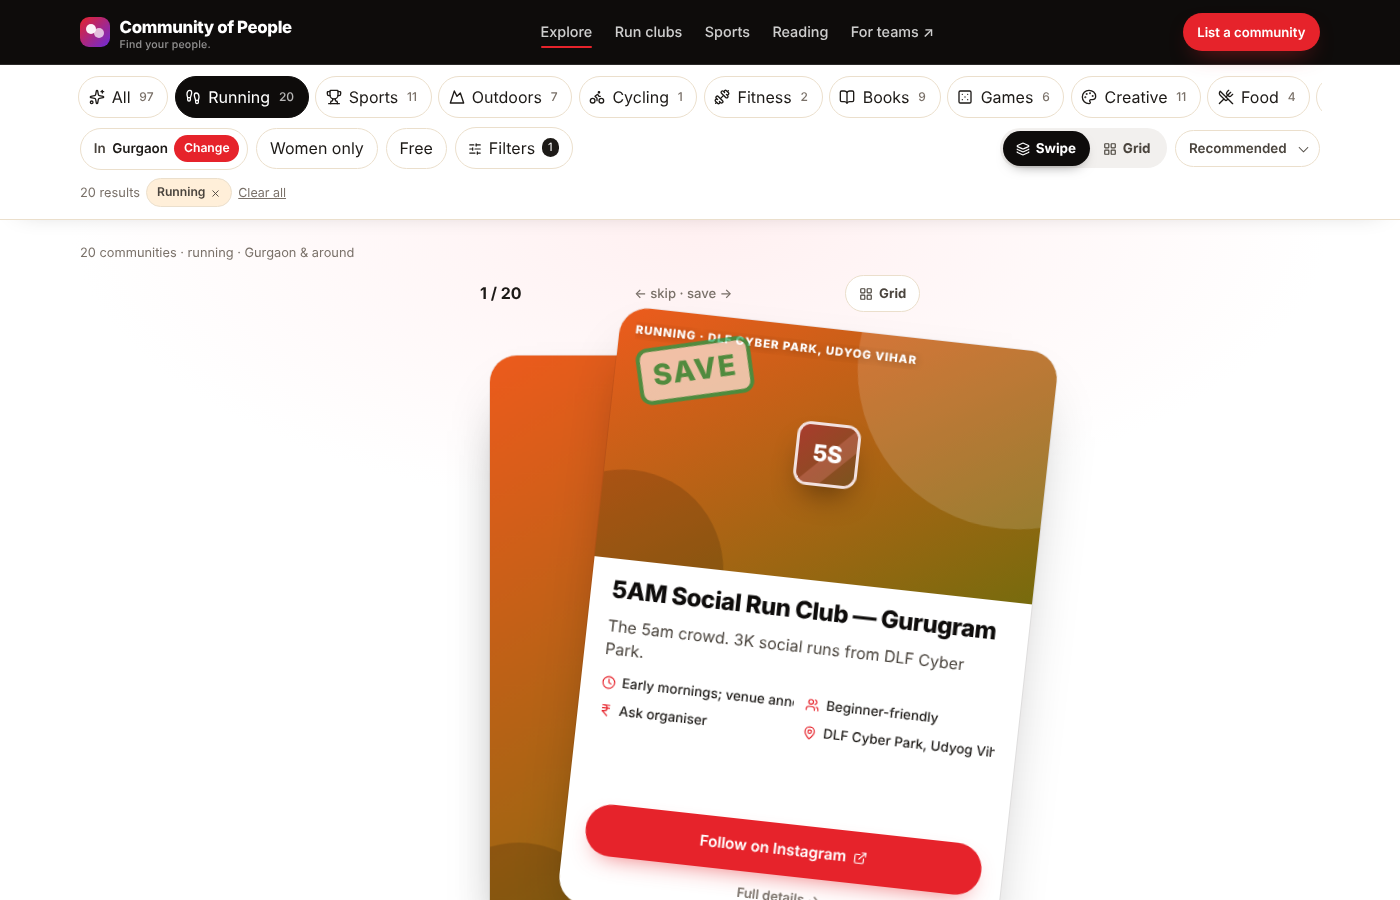 Community of People
Find your people.
Explore
Run clubs
Sports
Reading
For teams ↗
List a community
All 97
Running 20
Sports 11
Outdoors 7
Cycling 1
Fitness 2
Books 9
Games 6
Creative 11
Food 4
In Gurgaon Change
Women only
Free
Filters 1
Swipe
Grid
Recommended
20 results
Running ×
Clear all
20 communities · running · Gurgaon & around
1 / 20
← skip · save →
Grid
RUNNING · DLF CYBER PARK, UDYOG VIHAR
SAVE
5S
5AM Social Run Club — Gurugram
The 5am crowd. 3K social runs from DLF Cyber
Park.
Early mornings; venue ann
Beginner-friendly
₹ Ask organiser
DLF Cyber Park, Udyog Vih
Follow on Instagram
Full details